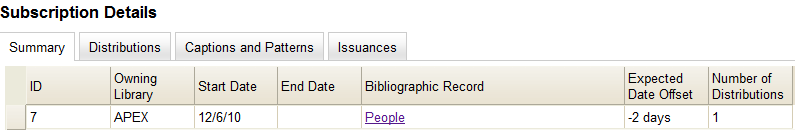 Subscription Details
Summary Distributions Captions and Patterns Issuances
ID Owning Library Start Date End Date Bibliographic Record Expected Date Offset Number of Distributions
7 APEX 12/6/10 People -2 days 1